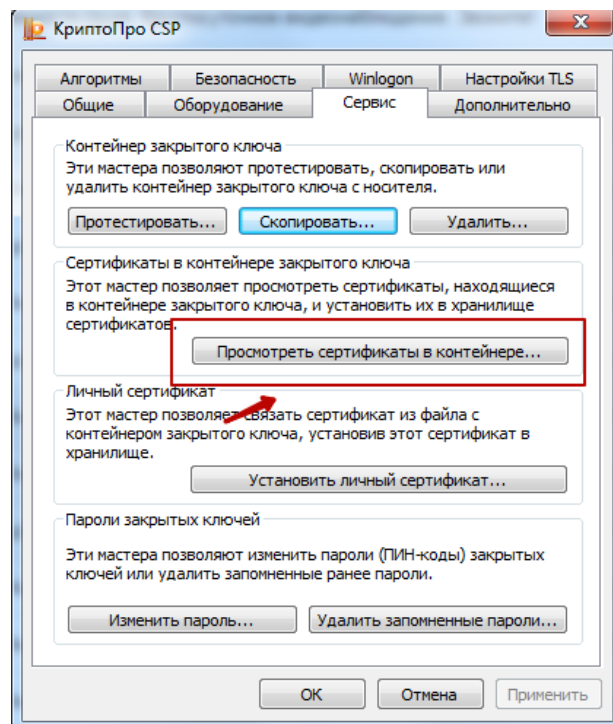 КриптоПро CSP
Алгоритмы Безопасность Winlogon Настройки TLS
Общие Оборудование Сервис Дополнительно
Контейнер закрытого ключа
Эти мастера позволяют протестировать, скопировать или
удалить контейнер закрытого ключа с носителя.
Протестировать... Скопировать... Удалить...
Сертификаты в контейнере закрытого ключа
Этот мастер позволяет просмотреть сертификаты, находящиеся
в контейнере закрытого ключа, и установить их в хранилище
сертификатов.
Просмотреть сертификаты в контейнере...
Личный сертификат
Этот мастер позволяет связать сертификат из файла с
контейнером закрытого ключа, установив этот сертификат в
хранилище.
Установить личный сертификат...
Пароли закрытых ключей
Эти мастера позволяют изменить пароли (ПИН-коды) закрытых
ключей или удалить запомненные ранее пароли.
Изменить пароль... Удалить запомненные пароли...
ОК Отмена Применить